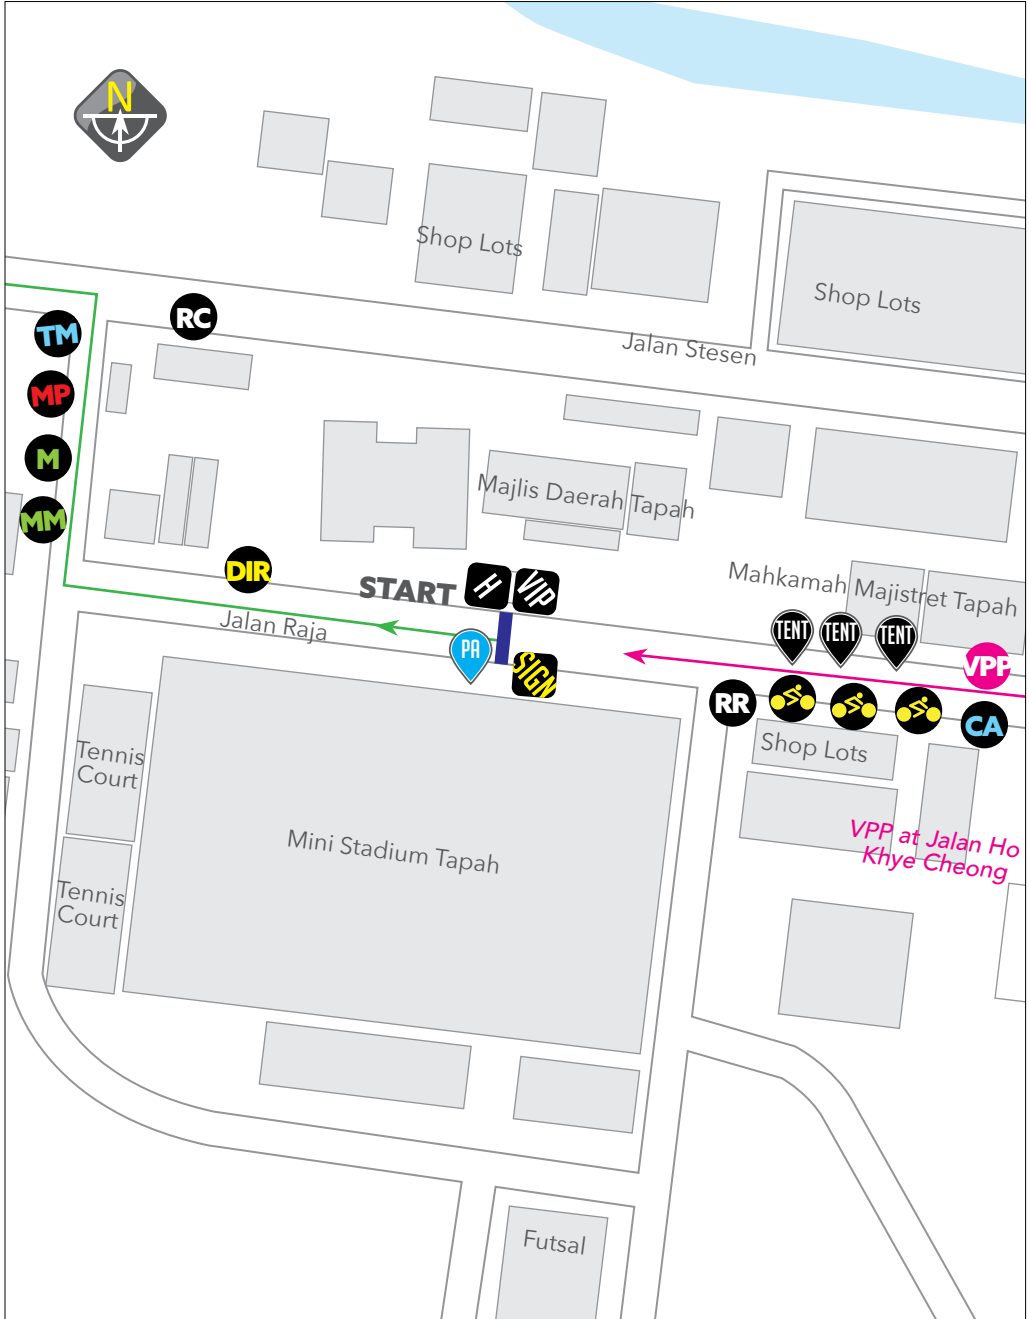 N
Shop Lots
Shop Lots
RC
TM
Jalan Stesen
MP
M
MM
Majlis Daerah Tapah
DIR
START
H
VIP
Mahkamah Majistret Tapah
Jalan Raja
PA
TENT
TENT
TENT
VPP
SIGN
RR
CA
Shop Lots
Tennis
Court
Mini Stadium Tapah
VPP at Jalan Ho
Khye Cheong
Tennis
Court
Futsal